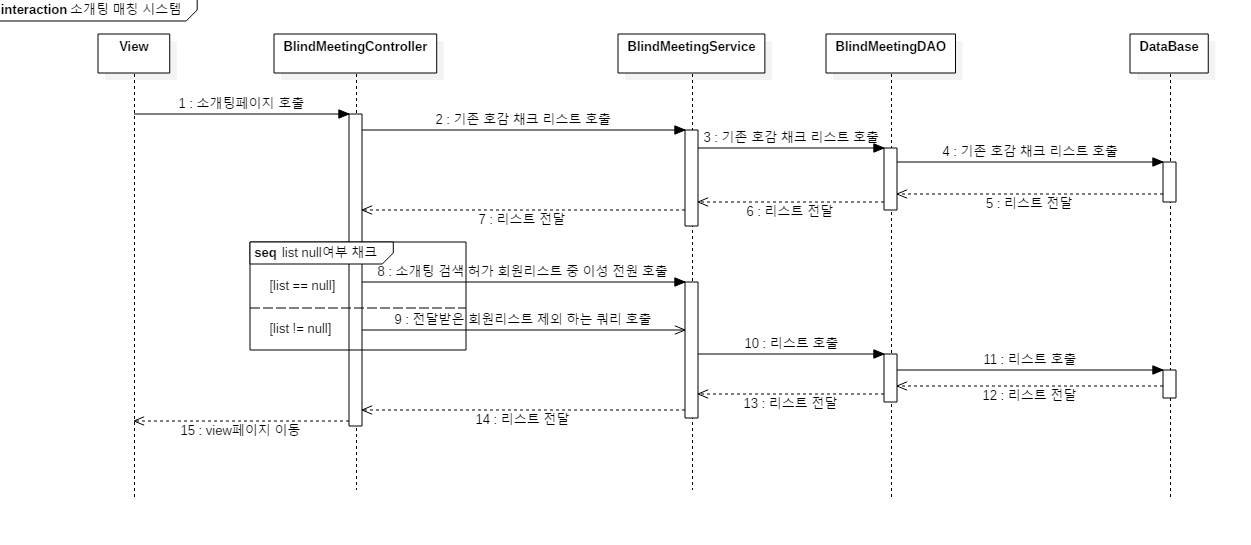 interaction 소개팅 매칭 시스템
View
BlindMeetingController
BlindMeetingService
BlindMeetingDAO
DataBase
1 : 소개팅페이지 호출
2 : 기존 호감 채크 리스트 호출
3 : 기존 호감 채크 리스트 호출
4 : 기존 호감 채크 리스트 호출
5 : 리스트 전달
6 : 리스트 전달
7 : 리스트 전달
seq list null여부 채크
8 : 소개팅 검색 허가 회원리스트 중 이성 전원 호출
[list == null]
9 : 전달받은 회원리스트 제외 하는 쿼리 호출
[list != null]
10 : 리스트 호출
11 : 리스트 호출
12 : 리스트 전달
13 : 리스트 전달
14 : 리스트 전달
15 : view페이지 이동